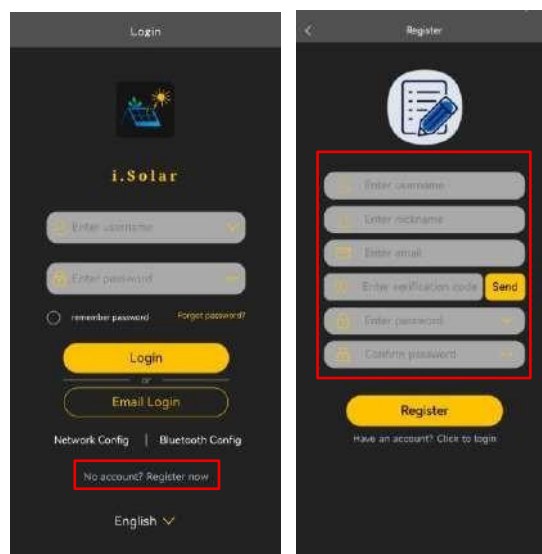 Login
i.Solar
Enter username
Enter password
remember password Forgot password?
Login
or
Email Login
Network Config | Bluetooth Config
No account? Register now
English
Register
Enter username
Enter nickname
Enter email
Enter verification code Send
Enter password
Confirm password
Register
Have an account? Click to login